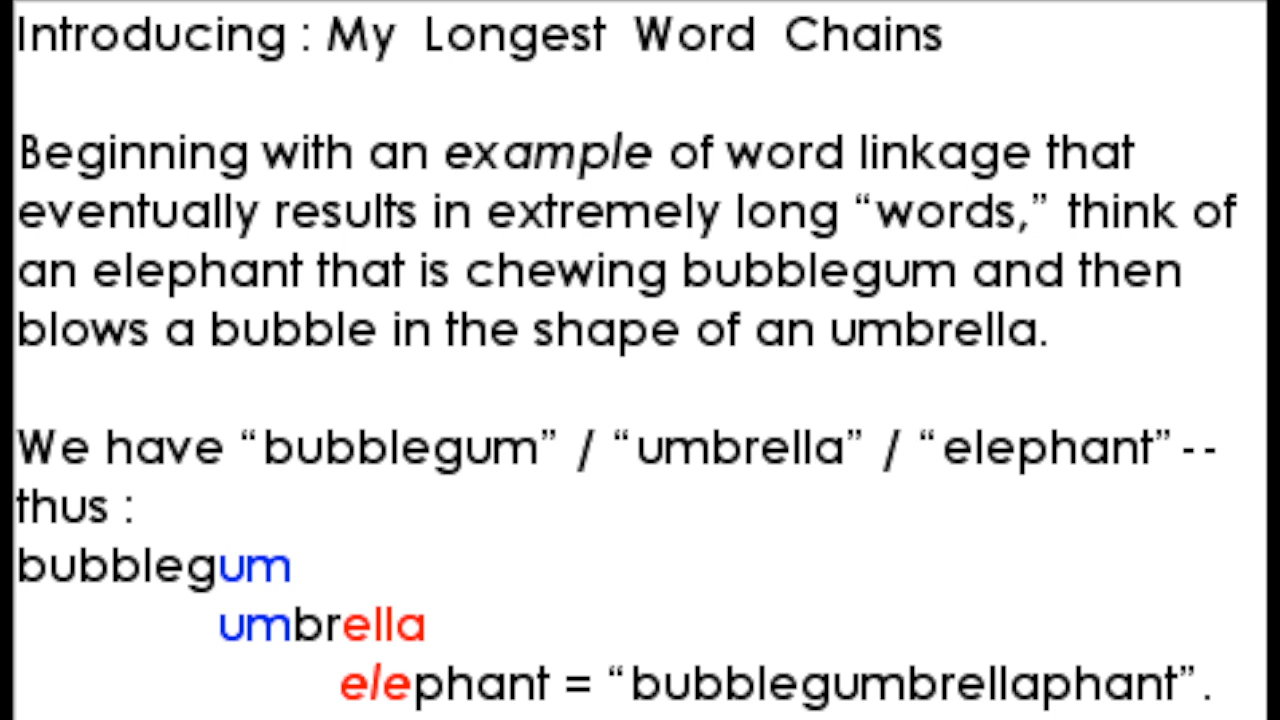 Introducing : My Longest Word Chains
Beginning with an example of word linkage that
eventually results in extremely long “words,” think of
an elephant that is chewing bubblegum and then
blows a bubble in the shape of an umbrella.
We have “bubblegum” / “umbrella” / “elephant” --
thus :
bubblegum
umbrella
elephant = “bubblegumbrellaphant”.